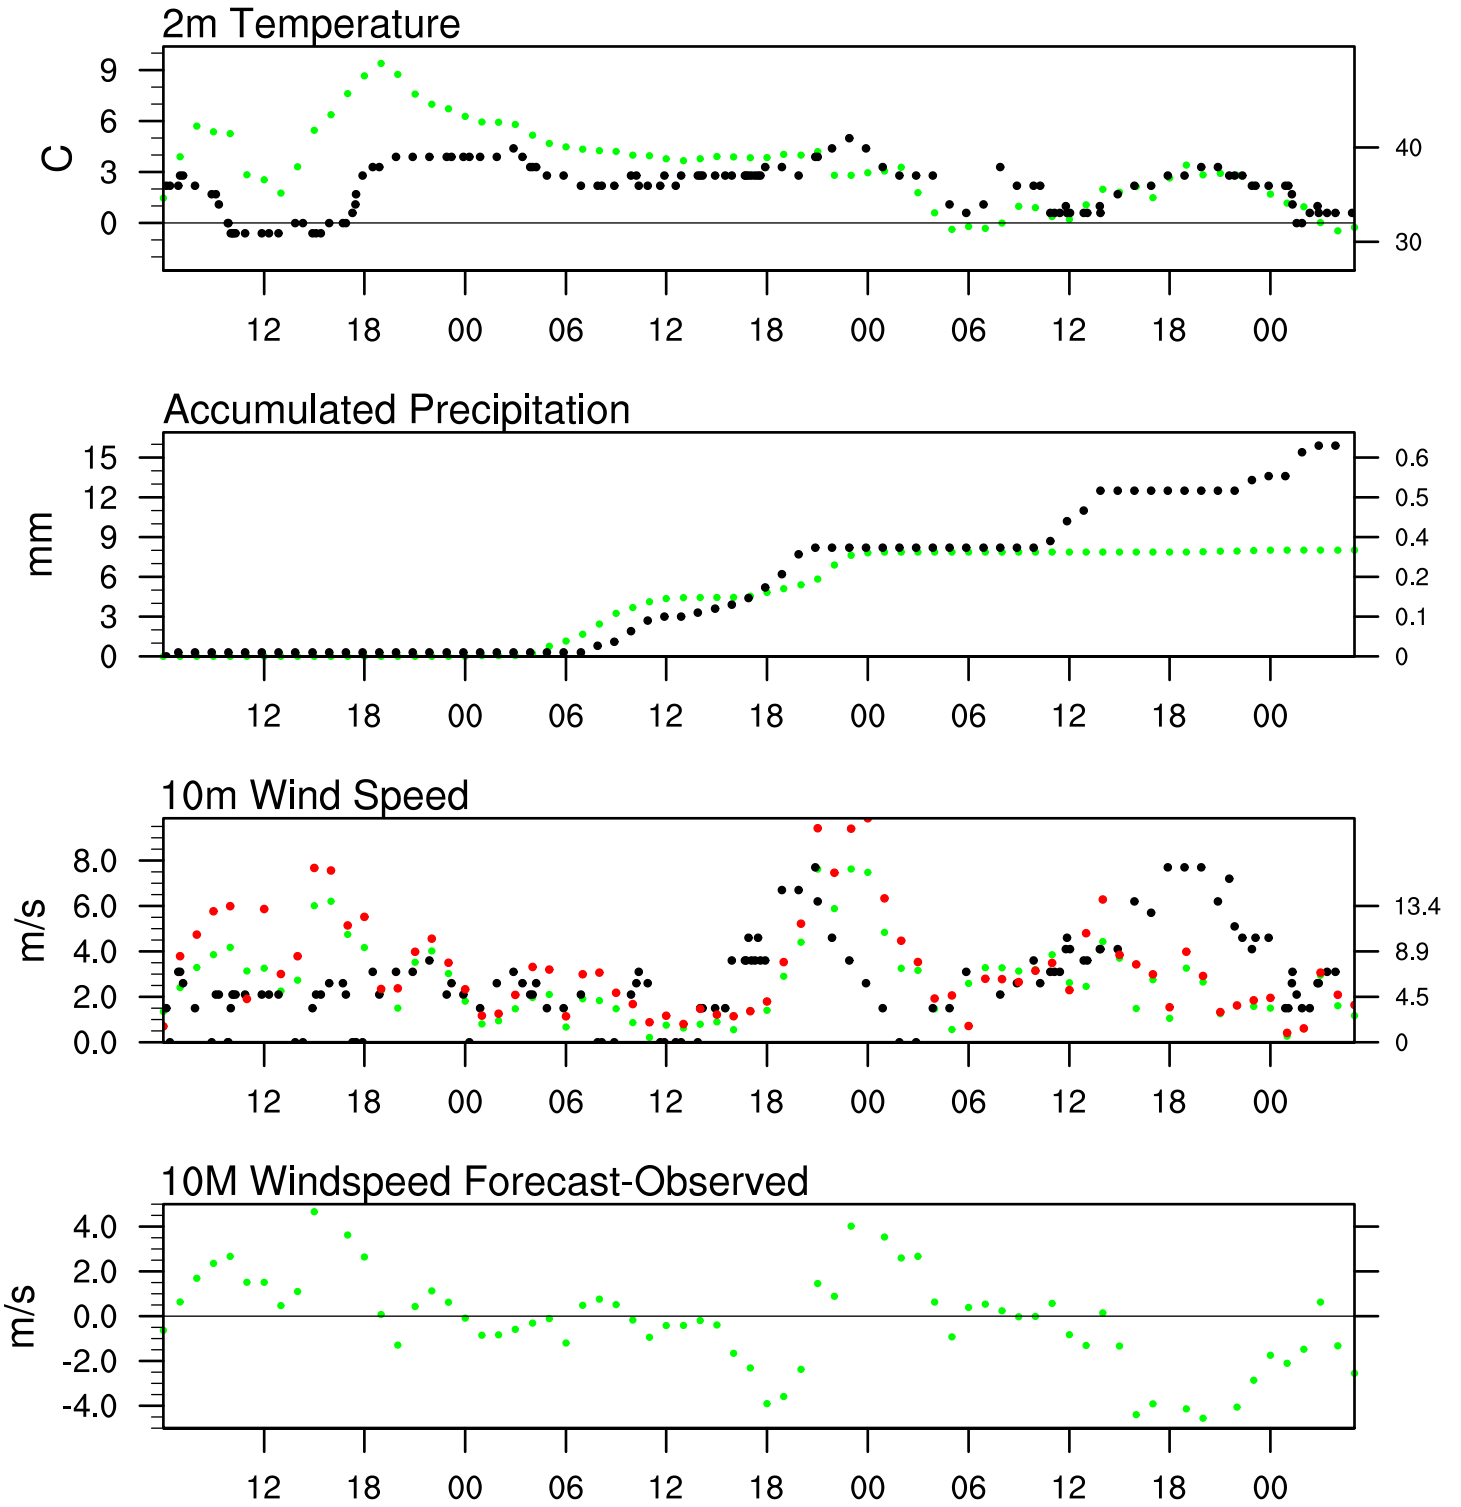 2m Temperature
9
6
3
0
C
40
30
12 18 00 06 12 18 00 06 12 18 00
Accumulated Precipitation
15
12
9
6
3
0
mm
0.6
0.5
0.4
0.2
0.1
0
12 18 00 06 12 18 00 06 12 18 00
10m Wind Speed
8.0
6.0
4.0
2.0
0.0
m/s
13.4
8.9
4.5
0
12 18 00 06 12 18 00 06 12 18 00
10M Windspeed Forecast-Observed
4.0
2.0
0.0
-2.0
-4.0
m/s
12 18 00 06 12 18 00 06 12 18 00